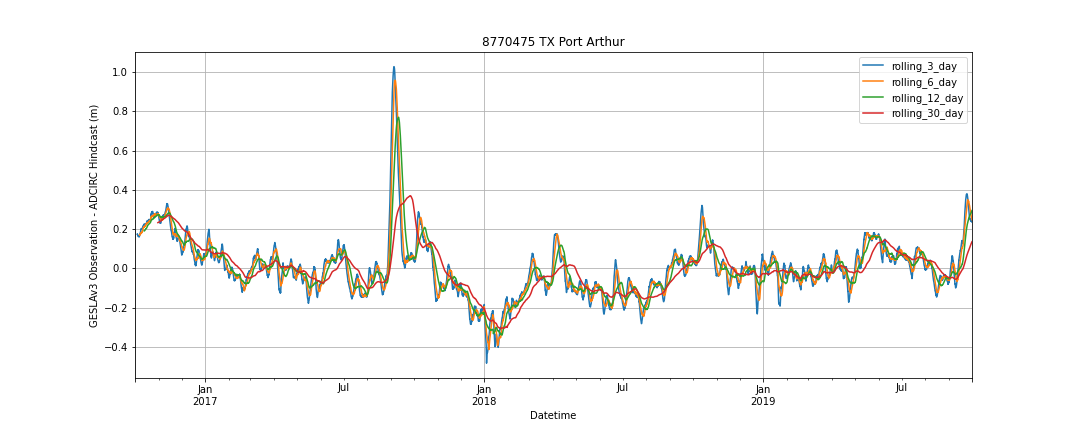 8770475 TX Port Arthur
GESLAv3 Observation - ADCIRC Hindcast (m)
1.0
0.8
0.6
0.4
0.2
0.0
−0.2
−0.4
rolling_3_day
rolling_6_day
rolling_12_day
rolling_30_day
Jan
2017
Jul
Jan
2018
Jul
Jan
2019
Jul
Datetime